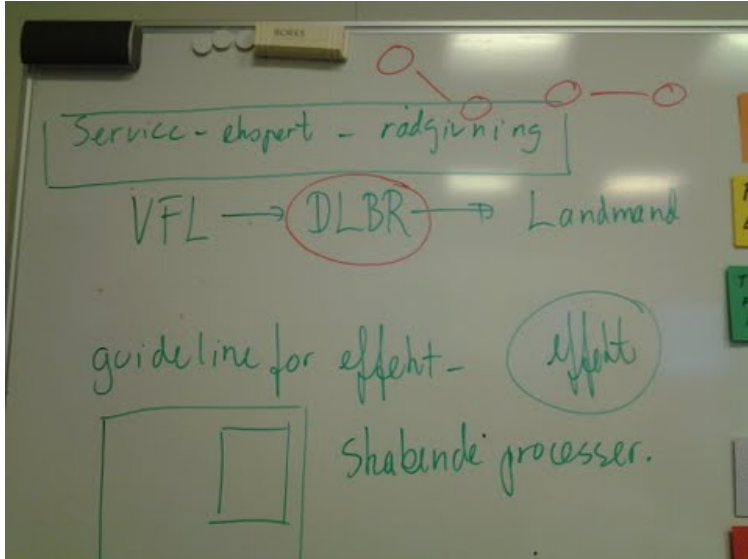 Service - ekspert - rådgivning
VFL → DLBR → Landmand
guideline for effekt- effekt
skabende processer.